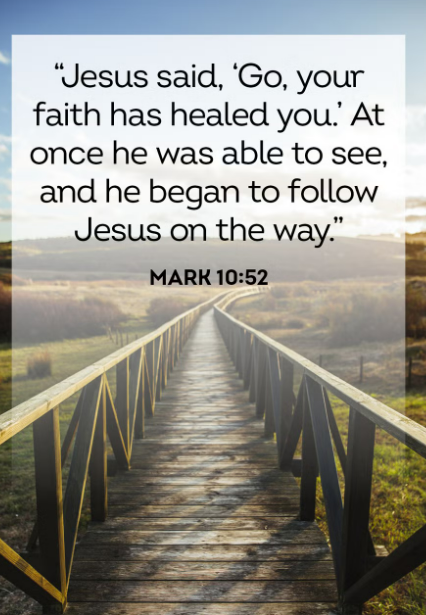 “Jesus said, ‘Go, your
faith has healed you.’ At
once he was able to see,
and he began to follow
Jesus on the way.”
MARK 10:52